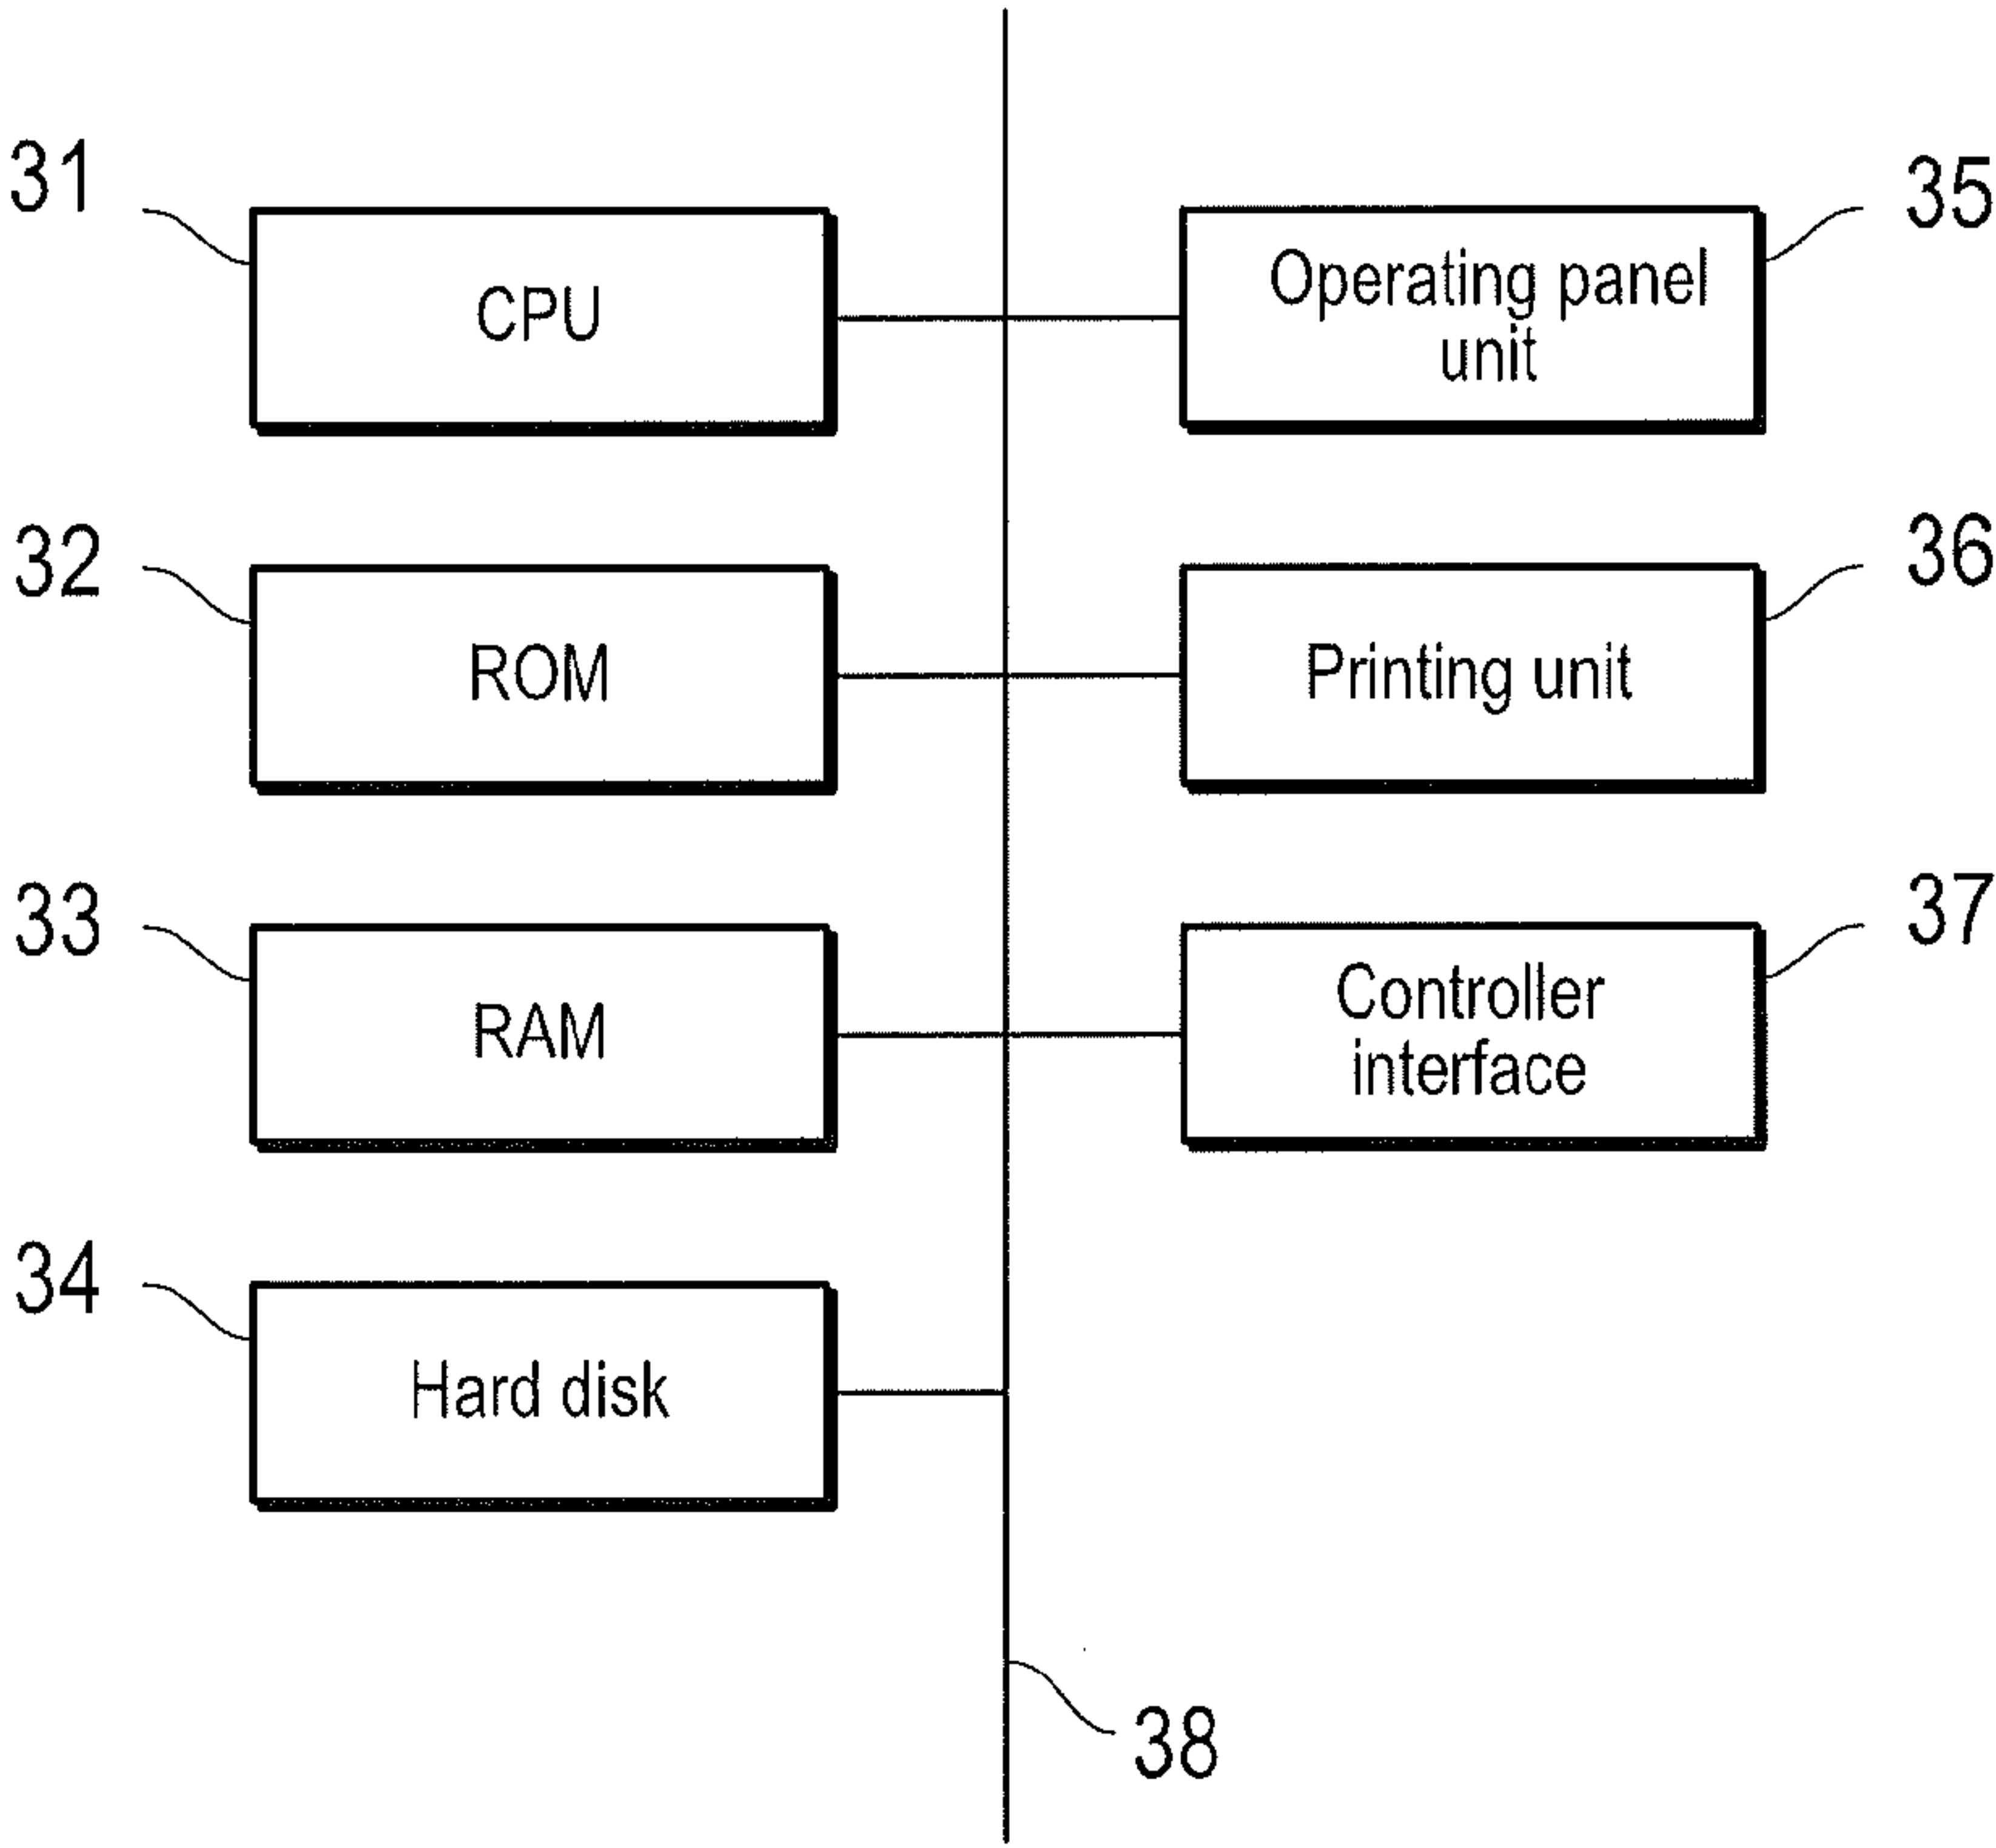 31
CPU
35
Operating panel
unit
32
ROM
36
Printing unit
33
RAM
37
Controller
interface
34
Hard disk
38